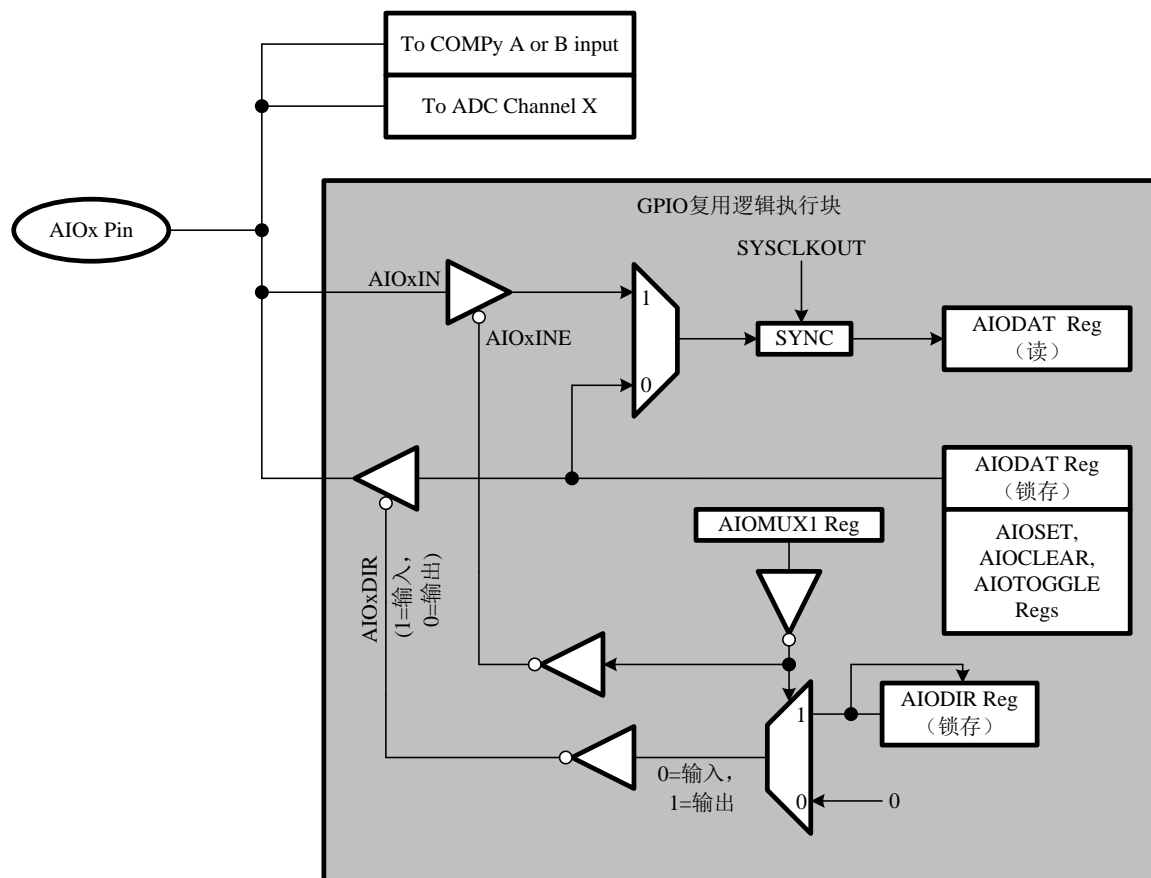 To COMPy A or B input
To ADC Channel X
AIOx Pin
GPIO复用逻辑执行块
SYSCLKOUT
AIOxIN
1
AIOxINE
SYNC
AIODAT Reg
（读）
0
AIODAT Reg
（锁存）
AIOMUX1 Reg
AIOSET,
AIOCLEAR,
AIOTOGGLE
Regs
AIOxDIR
(1=输入，
0=输出)
1
AIODIR Reg
（锁存）
0=输入，
1=输出
0
0